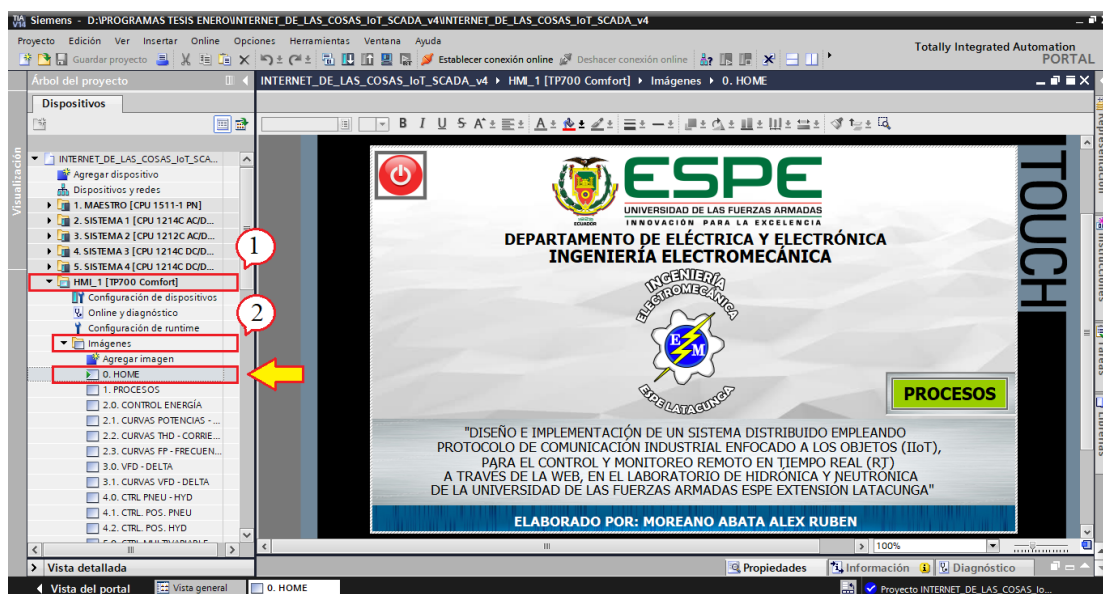 Siemens - D:\PROGRAMAS TESIS ENERO\INTERNET_DE_LAS_COSAS_IoT_SCADA_v4\INTERNET_DE_LAS_COSAS_IoT_SCADA_v4
Proyecto Edición Ver Insertar Online Opciones Herramientas Ventana Ayuda
Totally Integrated Automation
PORTAL
Guardar proyecto
Establecer conexión online
Deshacer conexión online
Árbol del proyecto
INTERNET_DE_LAS_COSAS_IoT_SCADA_v4 HMI_1 [TP700 Comfort] Imágenes 0. HOME
Dispositivos
Visualización
INTERNET_DE_LAS_COSAS_IoT_SCA...
Agregar dispositivo
Dispositivos y redes
1. MAESTRO [CPU 1511-1 PN]
2. SISTEMA 1 [CPU 1214C AC/D...
3. SISTEMA 2 [CPU 1212C AC/D...
4. SISTEMA 3 [CPU 1214C DC/D...
5. SISTEMA 4 [CPU 1214C DC/D...
HMI_1 [TP700 Comfort]
Configuración de dispositivos
Online y diagnóstico
Configuración de runtime
Imágenes
Agregar imagen
0. HOME
1. PROCESOS
2.0. CONTROL ENERGÍA
2.1. CURVAS POTENCIAS - ...
2.2. CURVAS THD - CORRIE...
2.3. CURVAS FP - FRECUEN...
3.0. VFD - DELTA
3.1. CURVAS VFD - DELTA
4.0. CTRL PNEU - HYD
4.1. CTRL. POS. PNEU
4.2. CTRL. POS. HYD
1
2
ESPE
UNIVERSIDAD DE LAS FUERZAS ARMADAS
INNOVACIÓN PARA LA EXCELENCIA
ECUADOR
DEPARTAMENTO DE ELÉCTRICA Y ELECTRÓNICA
INGENIERÍA ELECTROMECÁNICA
INGENIERÍA
ELECTROMECÁNICA
EM
ESPE LATACUNGA
PROCESOS
"DISEÑO E IMPLEMENTACIÓN DE UN SISTEMA DISTRIBUIDO EMPLEANDO
PROTOCOLO DE COMUNICACIÓN INDUSTRIAL ENFOCADO A LOS OBJETOS (IIoT),
PARA EL CONTROL Y MONITOREO REMOTO EN TIEMPO REAL (RT)
A TRAVÉS DE LA WEB, EN EL LABORATORIO DE HIDRÓNICA Y NEUTRÓNICA
DE LA UNIVERSIDAD DE LAS FUERZAS ARMADAS ESPE EXTENSIÓN LATACUNGA"
ELABORADO POR: MOREANO ABATA ALEX RUBEN
TOUCH
Representación
Instrucciones
Tareas
Librerías
100%
Vista detallada
Propiedades
Información
Diagnóstico
Vista del portal
Vista general
0. HOME
Proyecto INTERNET_DE_LAS_COSAS_Io...